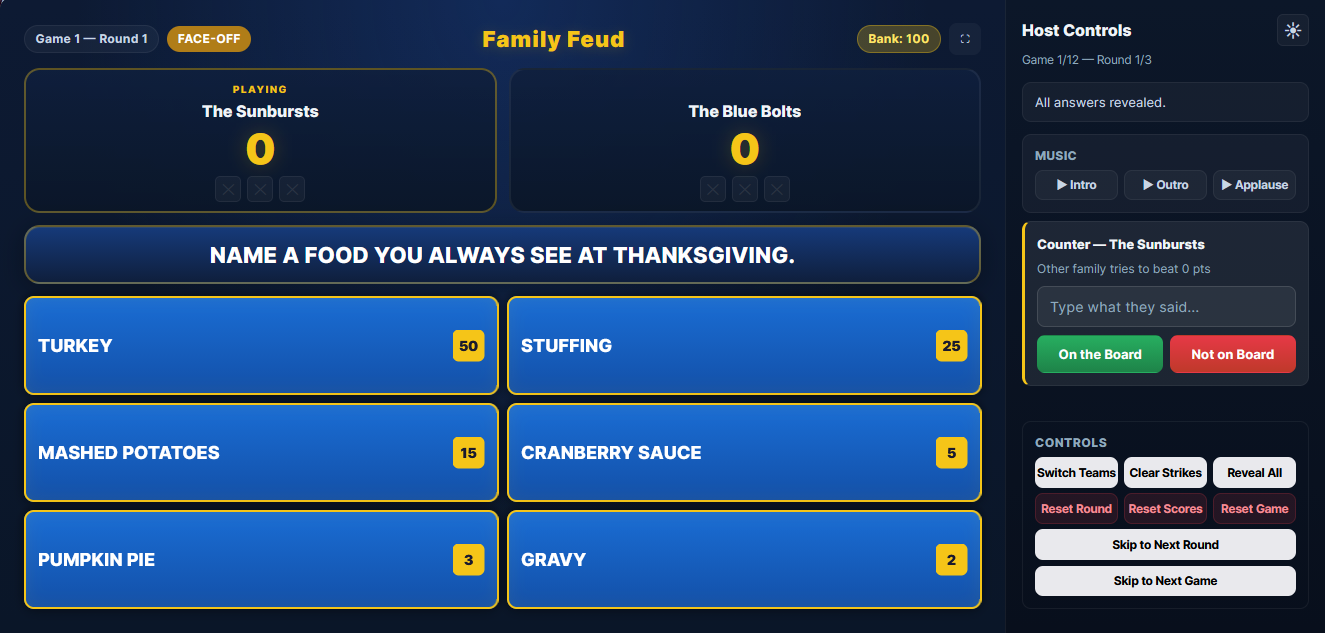 Game 1 — Round 1
FACE-OFF
Family Feud
Bank: 100
PLAYING
The Sunbursts
0
The Blue Bolts
0
NAME A FOOD YOU ALWAYS SEE AT THANKSGIVING.
TURKEY 50
STUFFING 25
MASHED POTATOES 15
CRANBERRY SAUCE 5
PUMPKIN PIE 3
GRAVY 2
Host Controls
Game 1/12 — Round 1/3
All answers revealed.
MUSIC
▶ Intro
▶ Outro
▶ Applause
Counter — The Sunbursts
Other family tries to beat 0 pts
Type what they said...
On the Board
Not on Board
CONTROLS
Switch Teams
Clear Strikes
Reveal All
Reset Round
Reset Scores
Reset Game
Skip to Next Round
Skip to Next Game